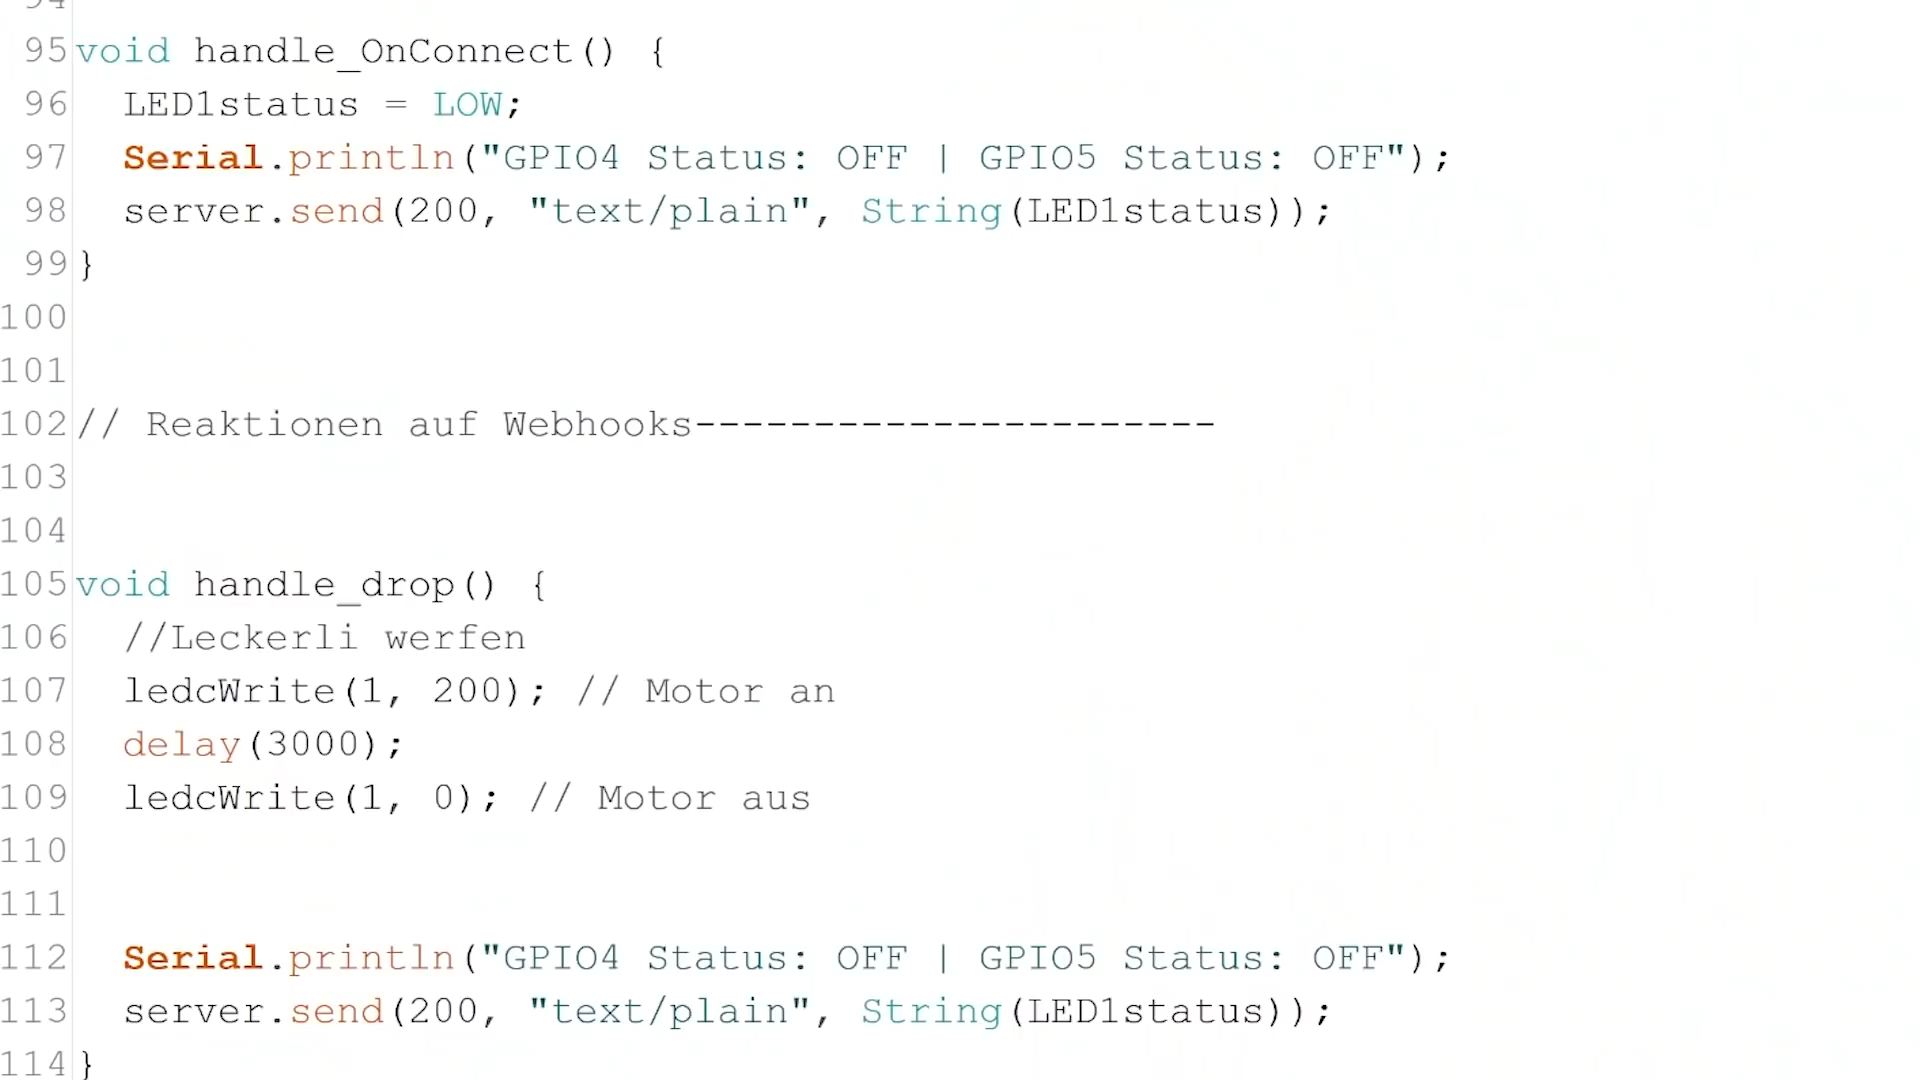 94
95 void handle_OnConnect() {
96   LED1status = LOW;
97   Serial.println("GPIO4 Status: OFF | GPIO5 Status: OFF");
98   server.send(200, "text/plain", String(LED1status));
99 }
100
101
102 // Reaktionen auf Webhooks----------------------
103
104
105 void handle_drop() {
106   //Leckerli werfen
107   ledcWrite(1, 200); // Motor an
108   delay(3000);
109   ledcWrite(1, 0); // Motor aus
110
111
112   Serial.println("GPIO4 Status: OFF | GPIO5 Status: OFF");
113   server.send(200, "text/plain", String(LED1status));
114 }